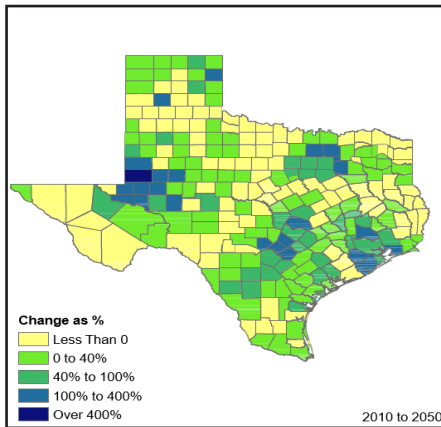 Change as %
Less Than 0
0 to 40%
40% to 100%
100% to 400%
Over 400%
2010 to 2050